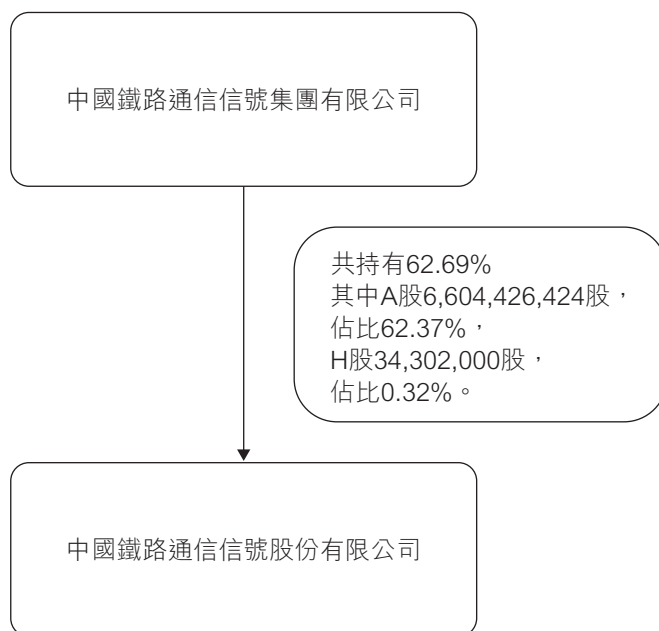 中國鐵路通信信號集團有限公司
共持有62.69%
其中A股6,604,426,424股，
佔比62.37%，
H股34,302,000股，
佔比0.32%。
中國鐵路通信信號股份有限公司